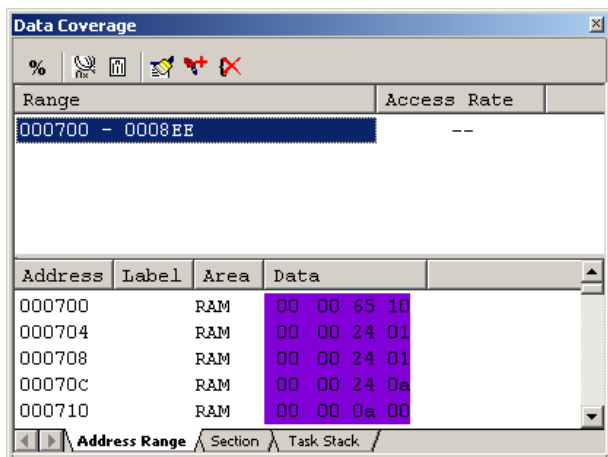 Data Coverage
%
Range Access Rate
000700 - 0008EE --
Address Label Area Data
000700 RAM 00 00 65 10
000704 RAM 00 00 24 01
000708 RAM 00 00 24 01
00070C RAM 00 00 24 0a
000710 RAM 00 00 0a 00
Address Range Section Task Stack